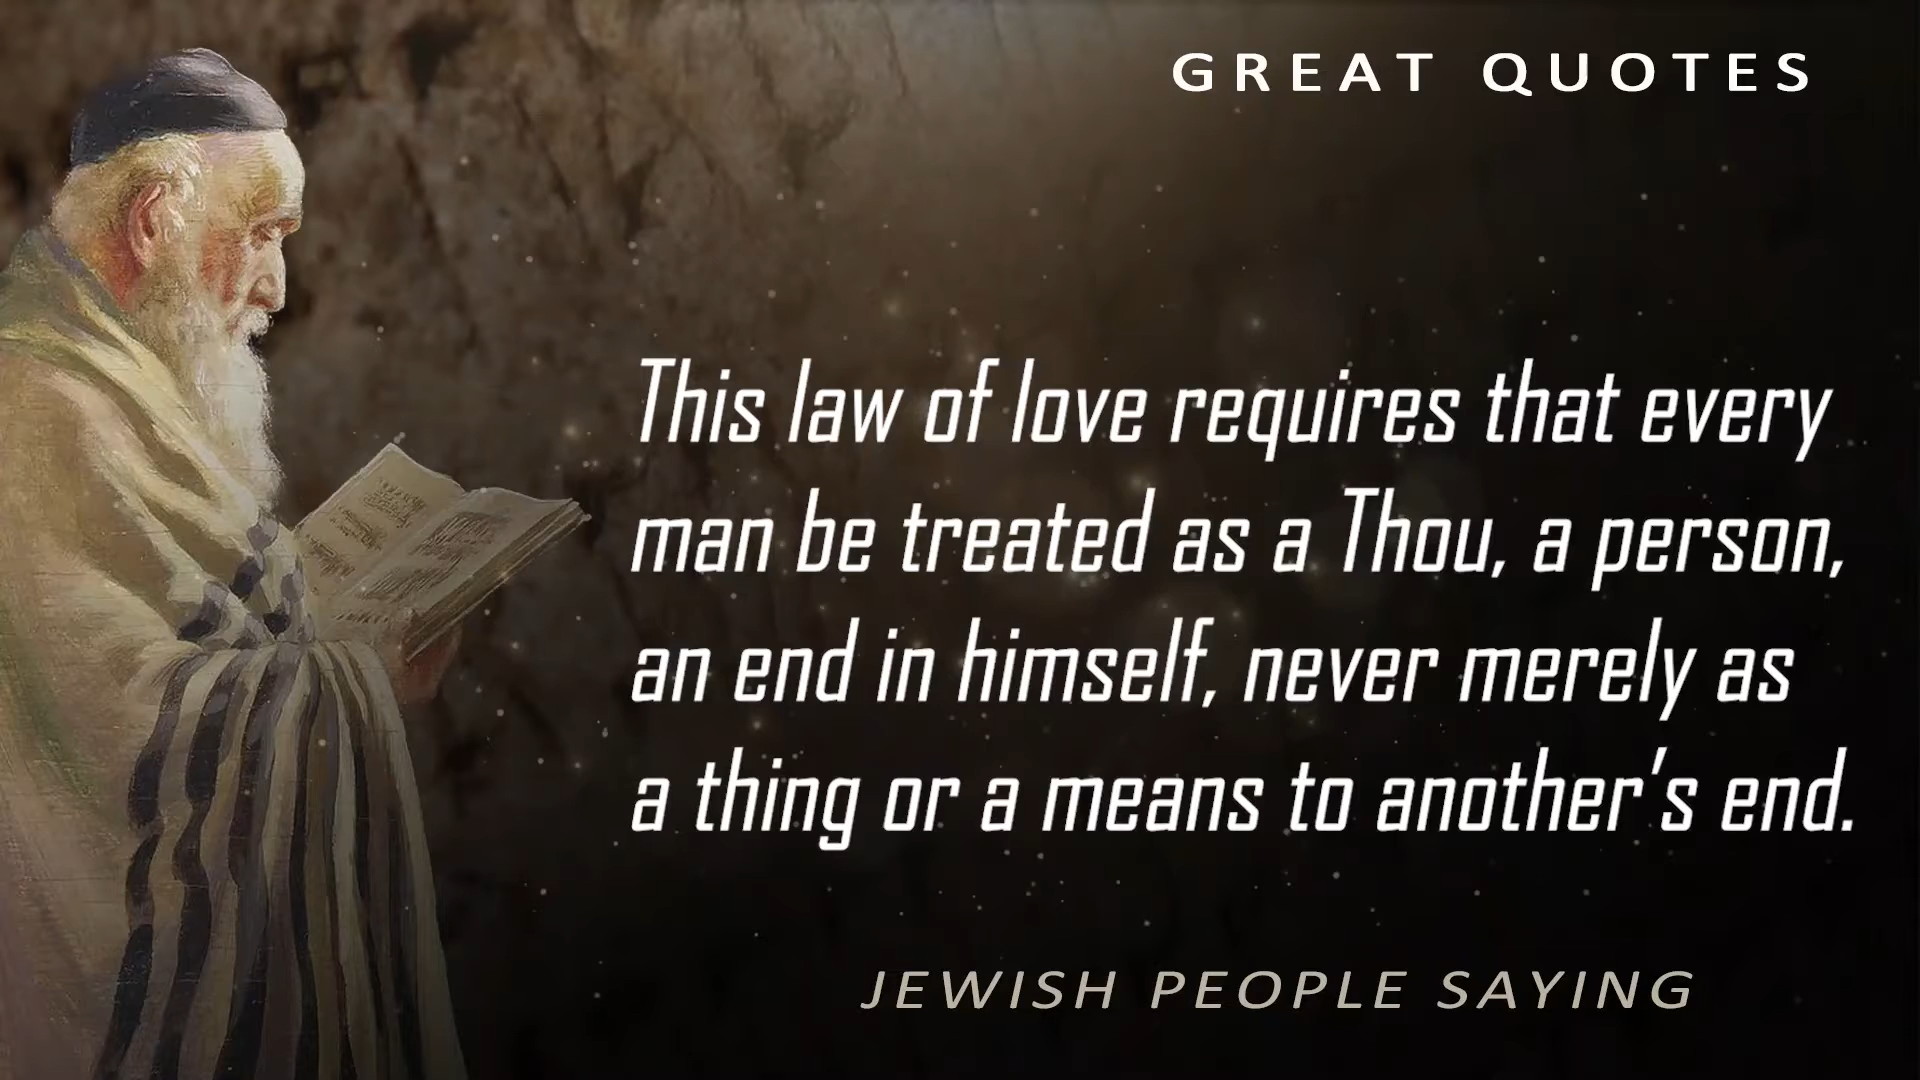 GREAT QUOTES
This law of love requires that every
man be treated as a Thou, a person,
an end in himself, never merely as
a thing or a means to another's end.
JEWISH PEOPLE SAYING